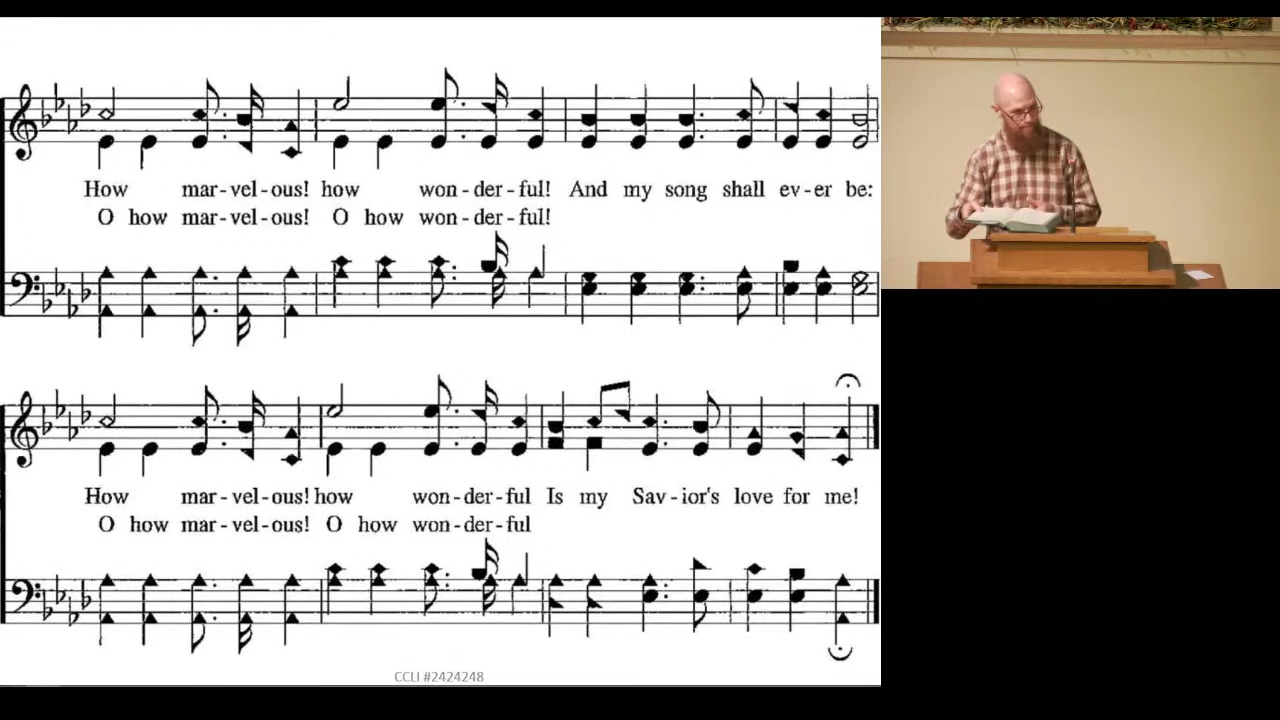 How mar-vel-ous! how won-der-ful! And my song shall ev-er be:
O how mar-vel-ous! O how won-der-ful!
How mar-vel-ous! how won-der-ful Is my Sav-ior's love for me!
O how mar-vel-ous! O how won-der-ful
CCLI #2424248